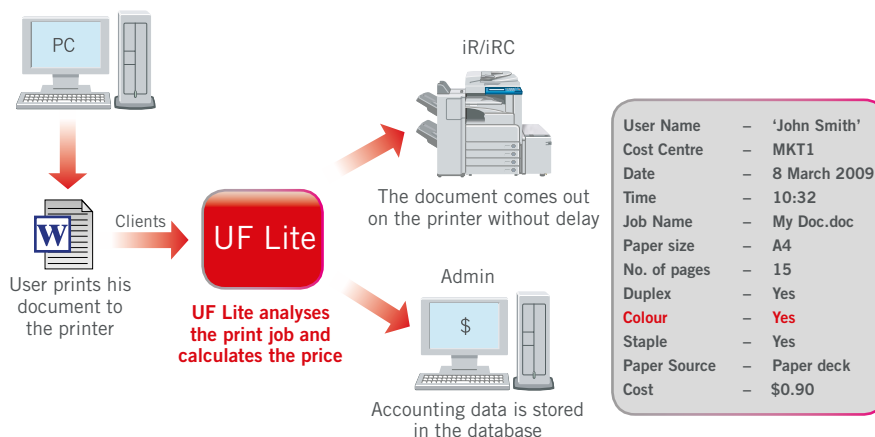 PC
User prints his
document to
the printer
W
Clients
UF Lite
UF Lite analyses
the print job and
calculates the price
iR/iRC
The document comes out
on the printer without delay
Admin
$
Accounting data is stored
in the database
User Name – ‘John Smith’
Cost Centre – MKT1
Date – 8 March 2009
Time – 10:32
Job Name – My Doc.doc
Paper size – A4
No. of pages – 15
Duplex – Yes
Colour – Yes
Staple – Yes
Paper Source – Paper deck
Cost – $0.90